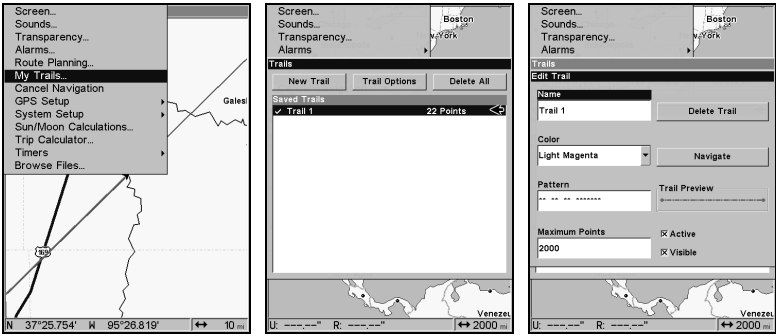 Screen...
Sounds...
Transparency...
Alarms...
Route Planning...
My Trails...
Cancel Navigation
GPS Setup
System Setup
Sun/Moon Calculations...
Trip Calculator...
Timers
Browse Files...
Gales
169
N 37°25.754' W 95°26.819' ↔ 10 mi
Screen...
Sounds...
Transparency...
Alarms
Boston
w-York
Trails
New Trail Trail Options Delete All
Saved Trails
✓ Trail 1 22 Points
Venezue
U: ---.--" R: ---.--" ↔ 2000 mi
Screen...
Sounds...
Transparency...
Alarms
Boston
w-York
Trails
Edit Trail
Name
Trail 1
Delete Trail
Color
Light Magenta
Navigate
Pattern
-- -- -- -------
Trail Preview
Maximum Points
2000
Active
Visible
Venezue
U: ---.--" R: ---.--" ↔ 2000 mi